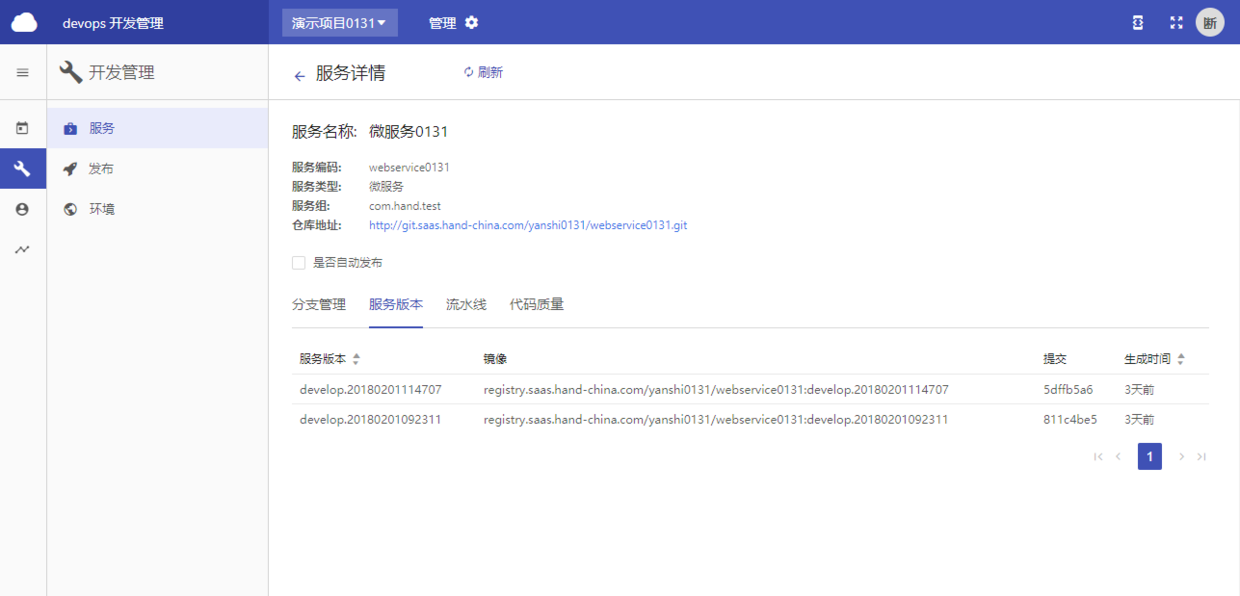 devops 开发管理
演示项目0131
管理
断
开发管理
服务详情
刷新
服务
发布
环境
服务名称: 微服务0131
服务编码: webservice0131
服务类型: 微服务
服务组: com.hand.test
仓库地址: http://git.saas.hand-china.com/yanshi0131/webservice0131.git
是否自动发布
分支管理 服务版本 流水线 代码质量
服务版本 镜像 提交 生成时间
develop.20180201114707 registry.saas.hand-china.com/yanshi0131/webservice0131:develop.20180201114707 5dffb5a6 3天前
develop.20180201092311 registry.saas.hand-china.com/yanshi0131/webservice0131:develop.20180201092311 811c4be5 3天前
1